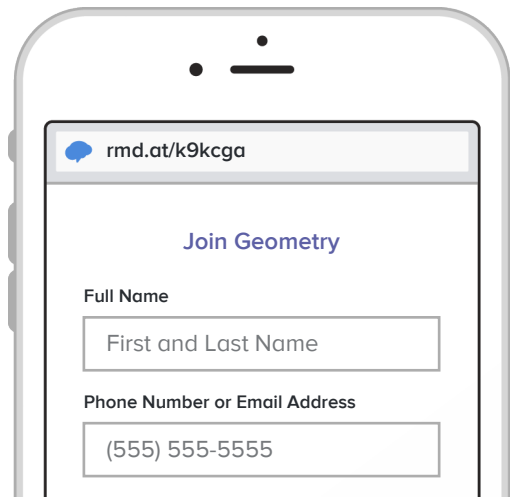 rmd.at/k9kcga
Join Geometry
Full Name
First and Last Name
Phone Number or Email Address
(555) 555-5555